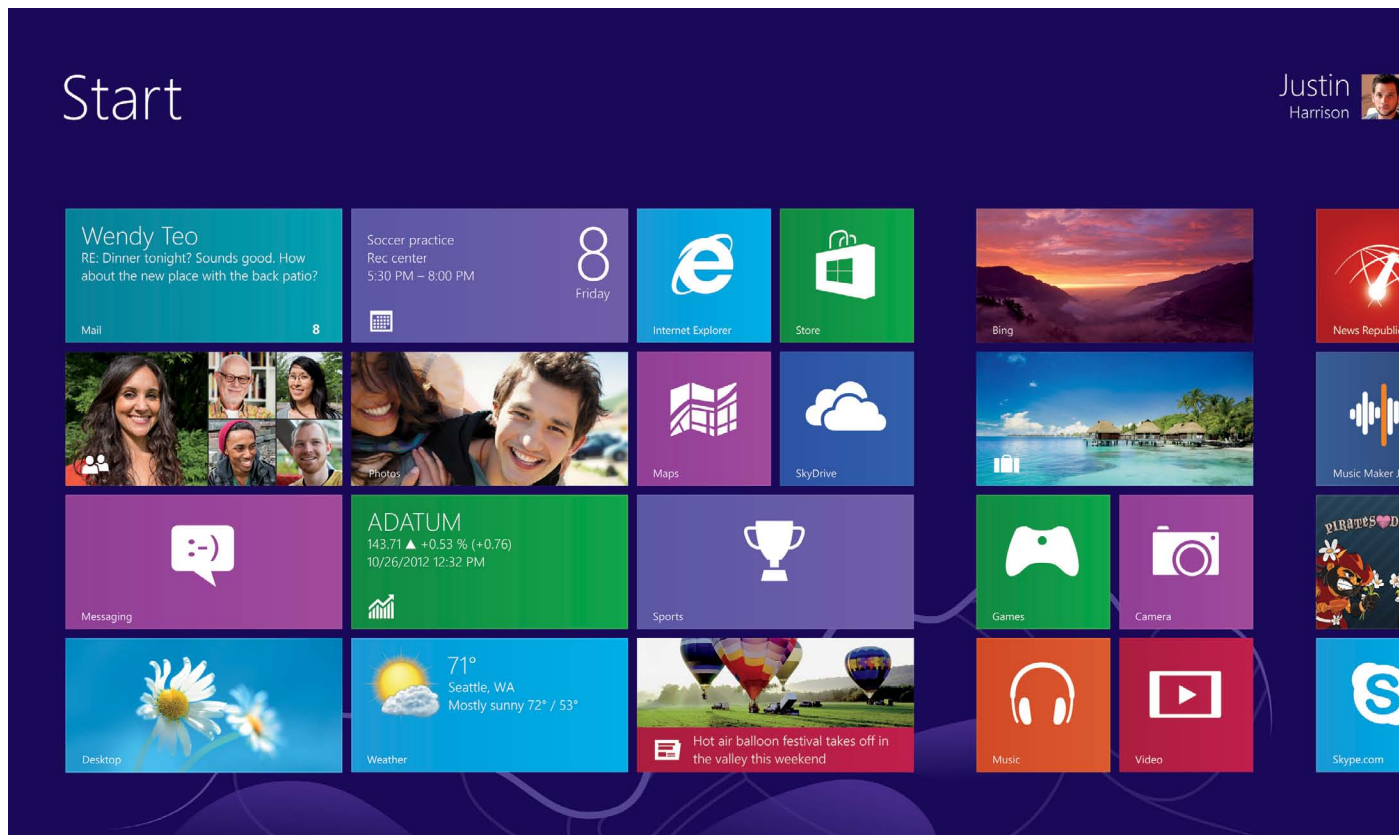 Start
Justin
Harrison
Wendy Teo
RE: Dinner tonight? Sounds good. How
about the new place with the back patio?
Mail
8
Soccer practice
Rec center
5:30 PM – 8:00 PM
8
Friday
Internet Explorer
Store
Bing
News Republic
Photos
Maps
SkyDrive
Music Maker J
:-)
Messaging
ADATUM
143.71 ▲ +0.53 % (+0.76)
10/26/2012 12:32 PM
Sports
Games
Camera
PIRATES D
Desktop
71°
Seattle, WA
Mostly sunny 72° / 53°
Weather
Hot air balloon festival takes off in
the valley this weekend
Music
Video
S
Skype.com